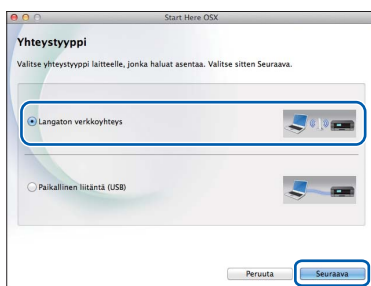 Start Here OSX
Yhteystyyppi
Valitse yhteystyyppi laitteelle, jonka haluat asentaa. Valitse sitten Seuraava.
Langaton verkkoyhteys
Paikallinen liitäntä (USB)
Peruuta
Seuraava